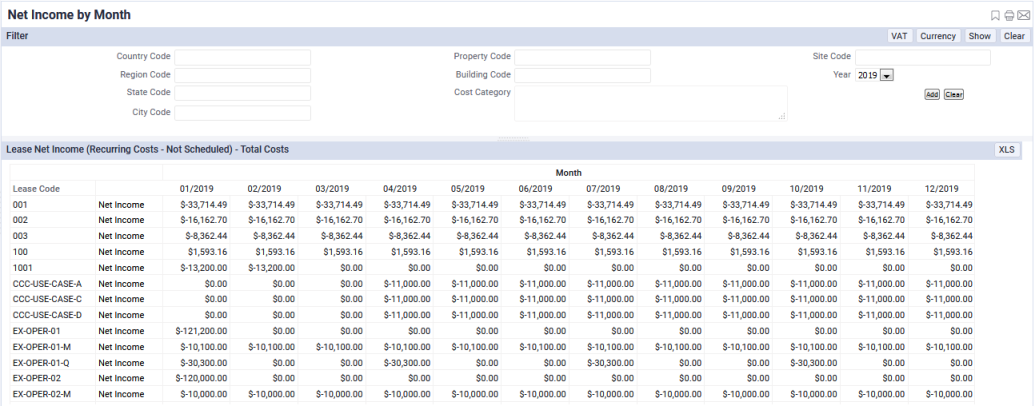 Net Income by Month
Filter VAT Currency Show Clear
Country Code Property Code Site Code
Region Code Building Code Year 2019
State Code Cost Category Add Clear
City Code
Lease Net Income (Recurring Costs - Not Scheduled) - Total Costs XLS
Month
Lease Code 01/2019 02/2019 03/2019 04/2019 05/2019 06/2019 07/2019 08/2019 09/2019 10/2019 11/2019 12/2019
001 Net Income $-33,714.49 $-33,714.49 $-33,714.49 $-33,714.49 $-33,714.49 $-33,714.49 $-33,714.49 $-33,714.49 $-33,714.49 $-33,714.49 $-33,714.49 $-33,714.49
002 Net Income $-16,162.70 $-16,162.70 $-16,162.70 $-16,162.70 $-16,162.70 $-16,162.70 $-16,162.70 $-16,162.70 $-16,162.70 $-16,162.70 $-16,162.70 $-16,162.70
003 Net Income $-8,362.44 $-8,362.44 $-8,362.44 $-8,362.44 $-8,362.44 $-8,362.44 $-8,362.44 $-8,362.44 $-8,362.44 $-8,362.44 $-8,362.44 $-8,362.44
100 Net Income $1,593.16 $1,593.16 $1,593.16 $1,593.16 $1,593.16 $1,593.16 $1,593.16 $1,593.16 $1,593.16 $1,593.16 $1,593.16 $1,593.16
1001 Net Income $-13,200.00 $-13,200.00 $0.00 $0.00 $0.00 $0.00 $0.00 $0.00 $0.00 $0.00 $0.00 $0.00
CCC-USE-CASE-A Net Income $0.00 $0.00 $0.00 $-11,000.00 $-11,000.00 $-11,000.00 $-11,000.00 $-11,000.00 $-11,000.00 $-11,000.00 $-11,000.00 $-11,000.00
CCC-USE-CASE-C Net Income $0.00 $0.00 $0.00 $-11,000.00 $-11,000.00 $-11,000.00 $-11,000.00 $-11,000.00 $-11,000.00 $-11,000.00 $-11,000.00 $-11,000.00
CCC-USE-CASE-D Net Income $0.00 $0.00 $0.00 $-11,000.00 $-11,000.00 $-11,000.00 $-11,000.00 $-11,000.00 $-11,000.00 $-11,000.00 $-11,000.00 $-11,000.00
EX-OPER-01 Net Income $-121,200.00 $0.00 $0.00 $0.00 $0.00 $0.00 $0.00 $0.00 $0.00 $0.00 $0.00 $0.00
EX-OPER-01-M Net Income $-10,100.00 $-10,100.00 $-10,100.00 $-10,100.00 $-10,100.00 $-10,100.00 $-10,100.00 $-10,100.00 $-10,100.00 $-10,100.00 $-10,100.00 $-10,100.00
EX-OPER-01-Q Net Income $-30,300.00 $0.00 $0.00 $-30,300.00 $0.00 $0.00 $-30,300.00 $0.00 $0.00 $-30,300.00 $0.00 $0.00
EX-OPER-02 Net Income $-120,000.00 $0.00 $0.00 $0.00 $0.00 $0.00 $0.00 $0.00 $0.00 $0.00 $0.00 $0.00
EX-OPER-02-M Net Income $-10,000.00 $-10,000.00 $-10,000.00 $-10,000.00 $-10,000.00 $-10,000.00 $-10,000.00 $-10,000.00 $-10,000.00 $-10,000.00 $-10,000.00 $-10,000.00